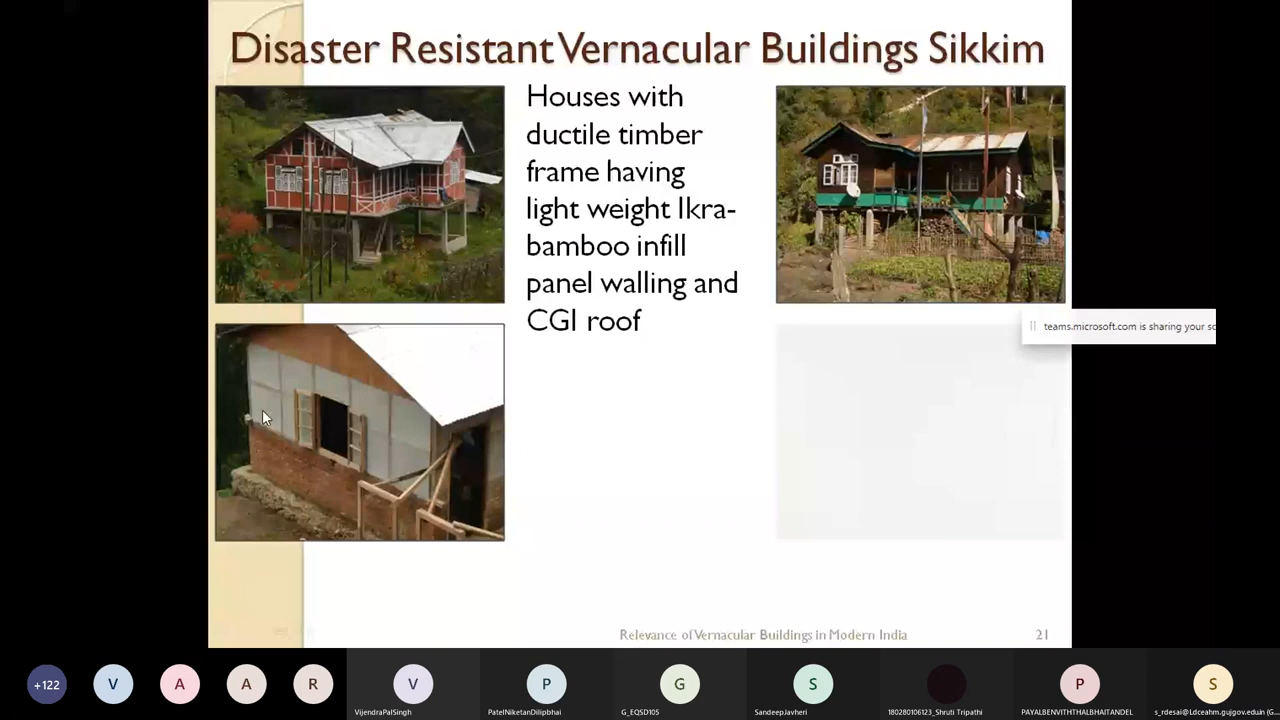 Disaster Resistant Vernacular Buildings Sikkim
Houses with
ductile timber
frame having
light weight Ikra-
bamboo infill
panel walling and
CGI roof
teams.microsoft.com is sharing your sc
Relevance of Vernacular Buildings in Modern India
21
+122
V
A
A
R
V
P
G
S
P
S
VijendraPalSingh
PatelNiketanDilipbhai
G_EQSD105
SandeepJavheri
180280106123_Shruti Tripathi
PAYALBENVITHTHALBHAITANDEL
s_rdesai@Ldceahm.gujgov.eduin (G...